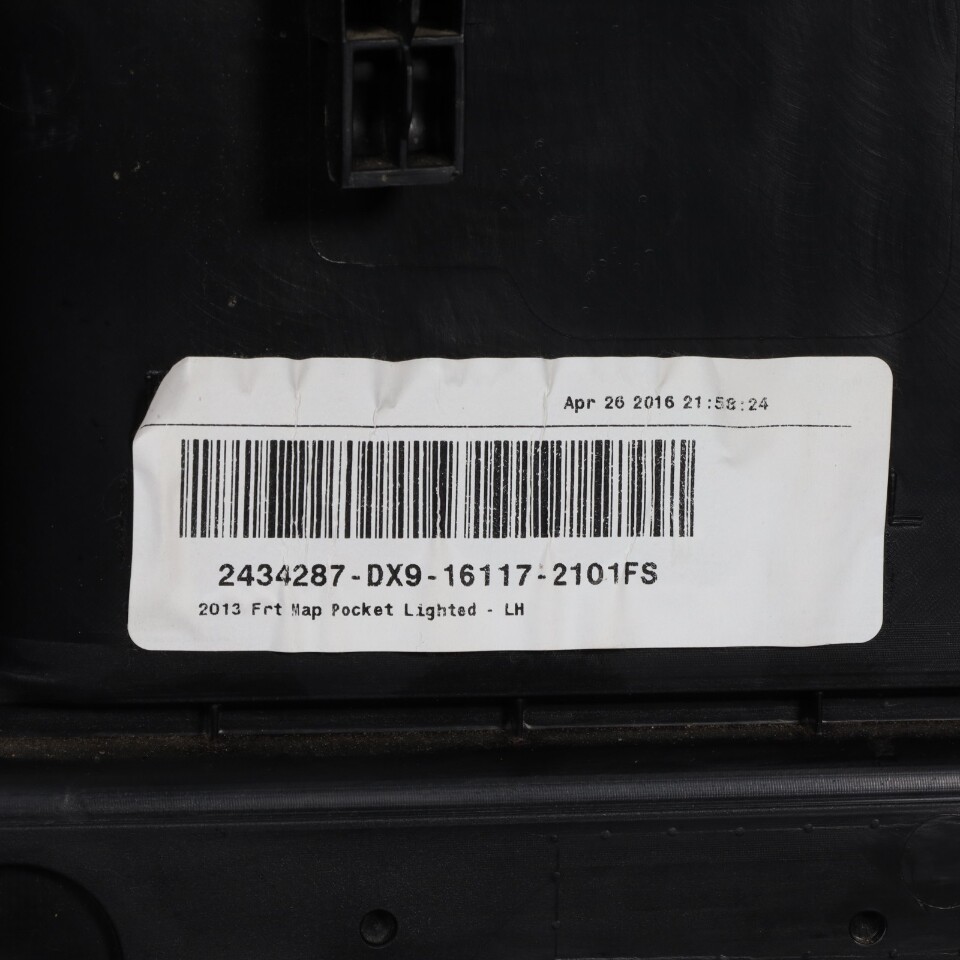 Apr 26 2016 21:58:24
2434287-DX9-16117-2101FS
2013 Frt Map Pocket Lighted - LH